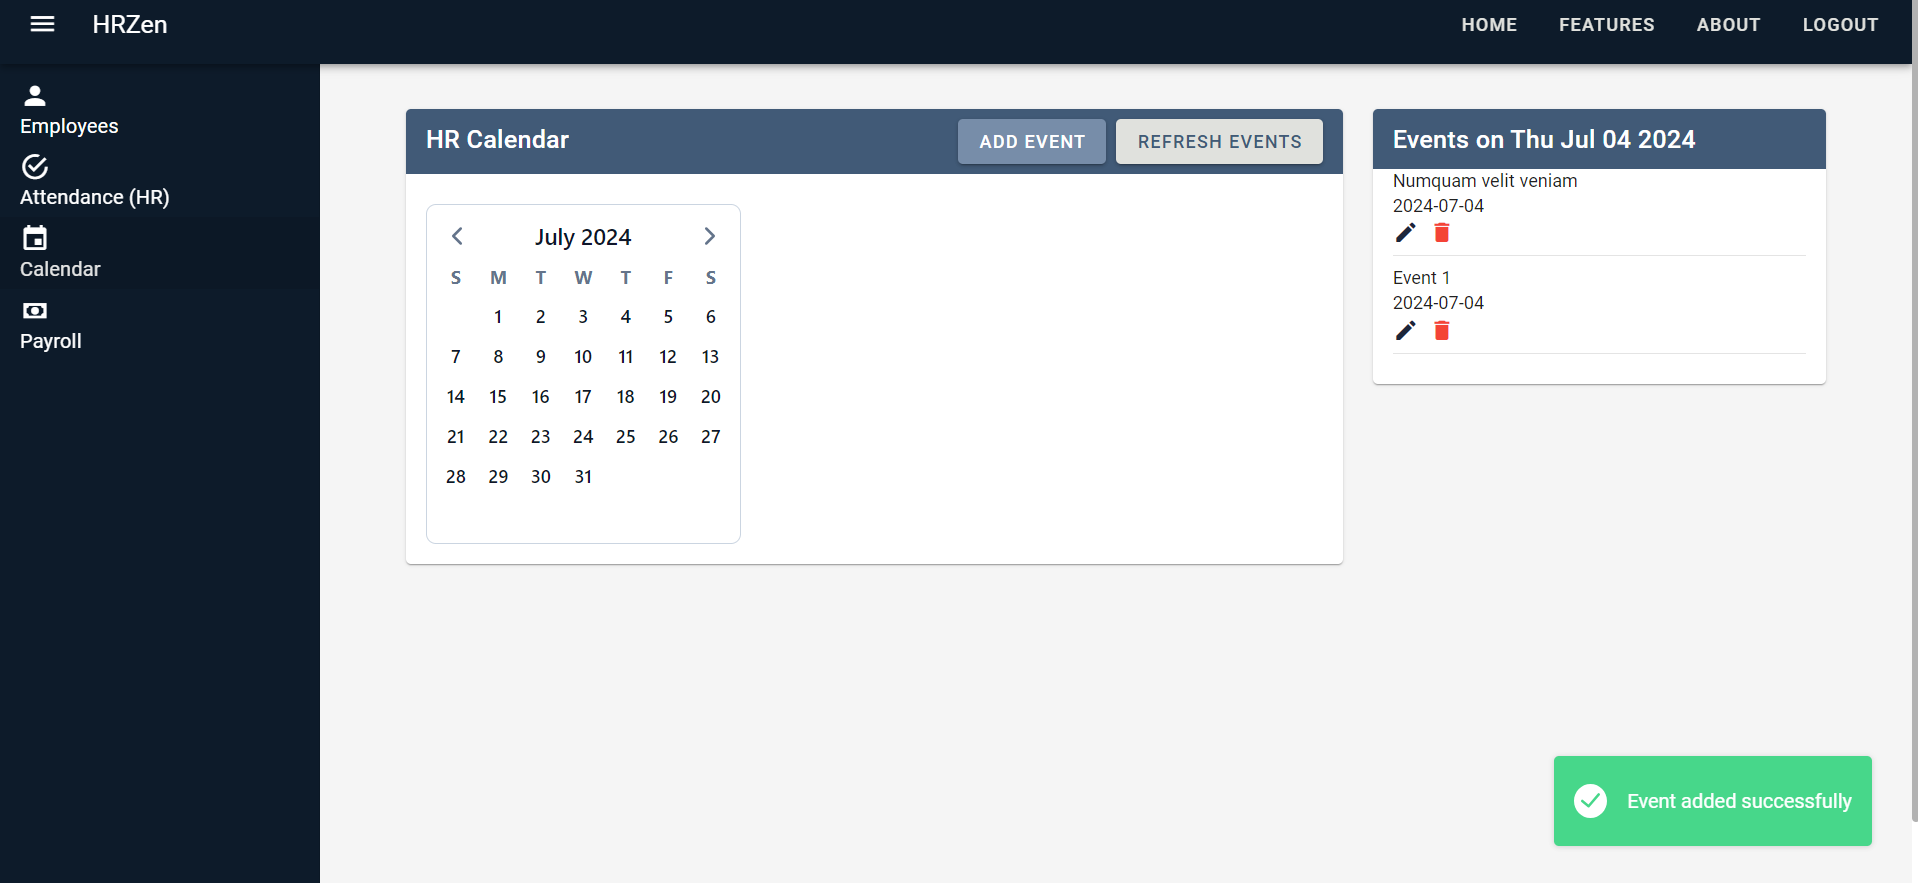 HRZen
HOME FEATURES ABOUT LOGOUT
Employees
Attendance (HR)
Calendar
Payroll
HR Calendar
ADD EVENT
REFRESH EVENTS
July 2024
S M T W T F S
1 2 3 4 5 6
7 8 9 10 11 12 13
14 15 16 17 18 19 20
21 22 23 24 25 26 27
28 29 30 31
Events on Thu Jul 04 2024
Numquam velit veniam
2024-07-04
Event 1
2024-07-04
Event added successfully